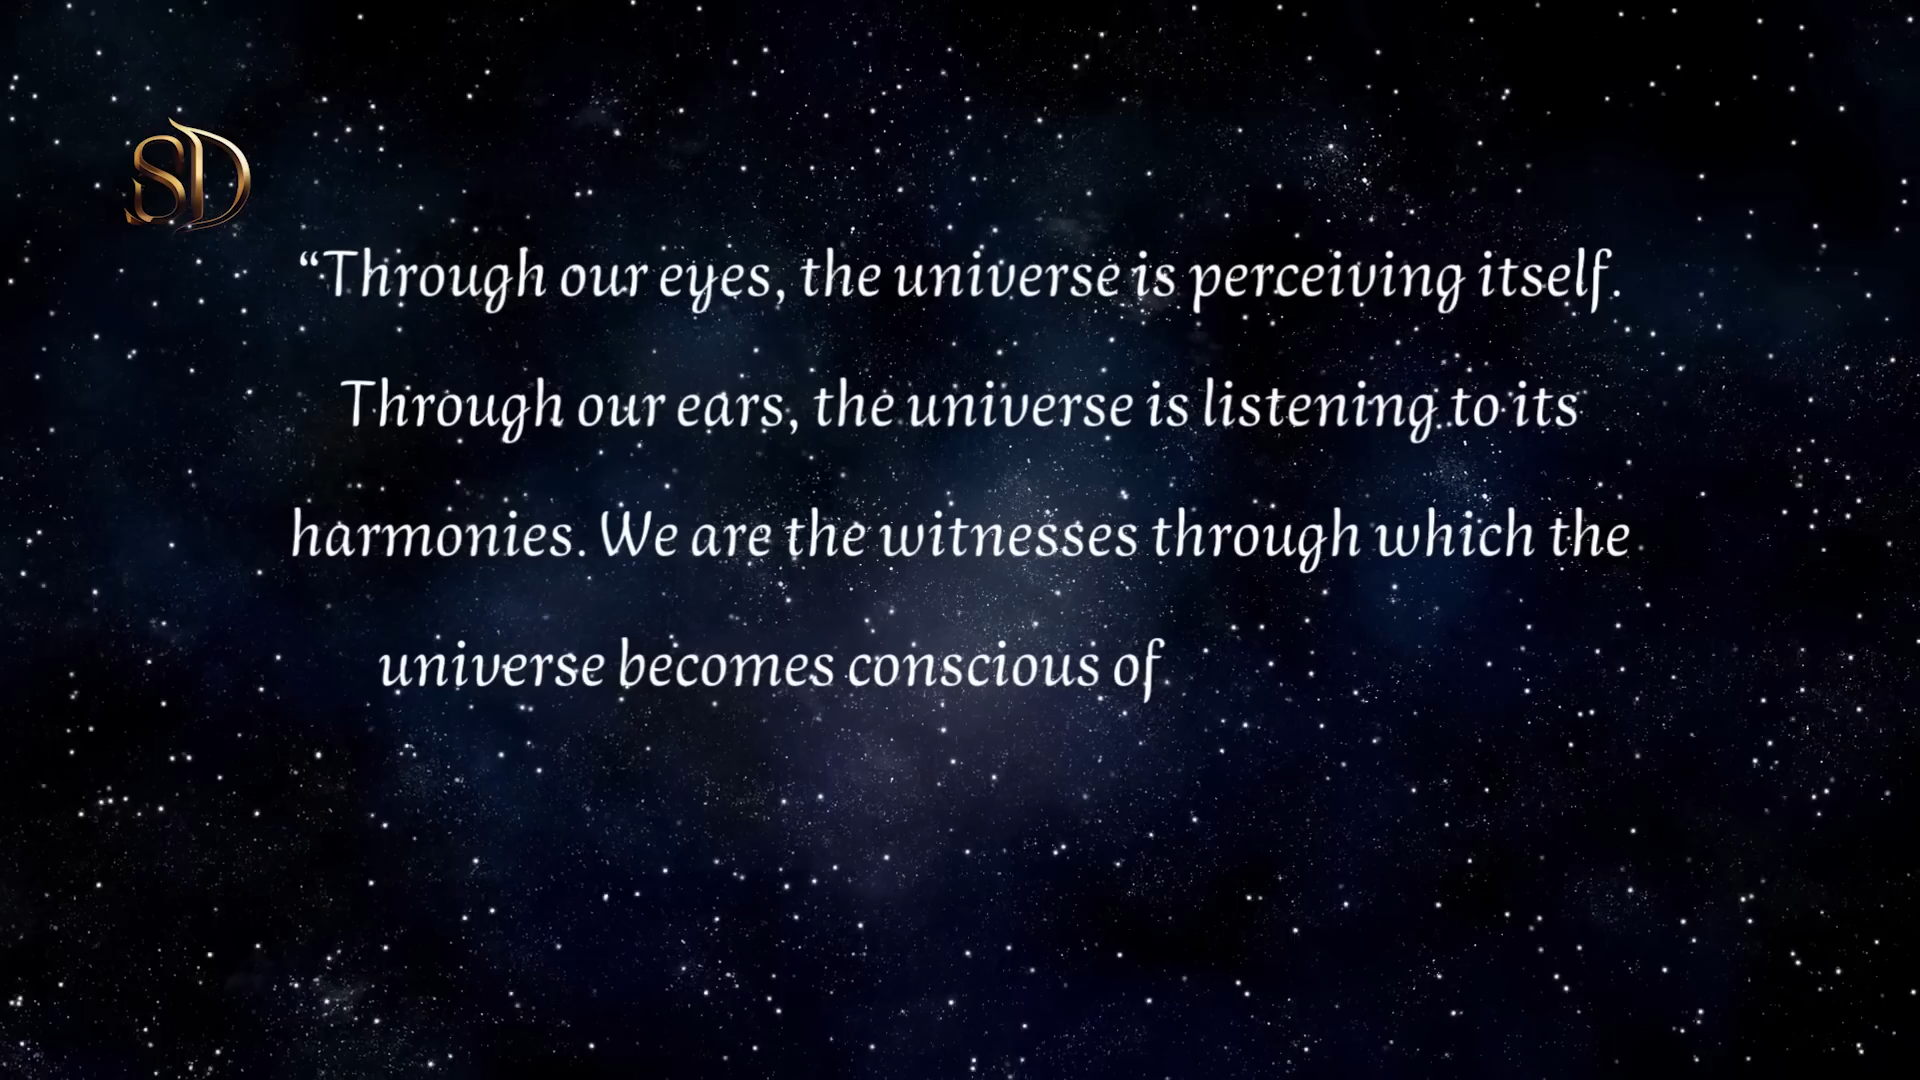 SD
“Through our eyes, the universe is perceiving itself.
Through our ears, the universe is listening to its
harmonies. We are the witnesses through which the
universe becomes conscious of